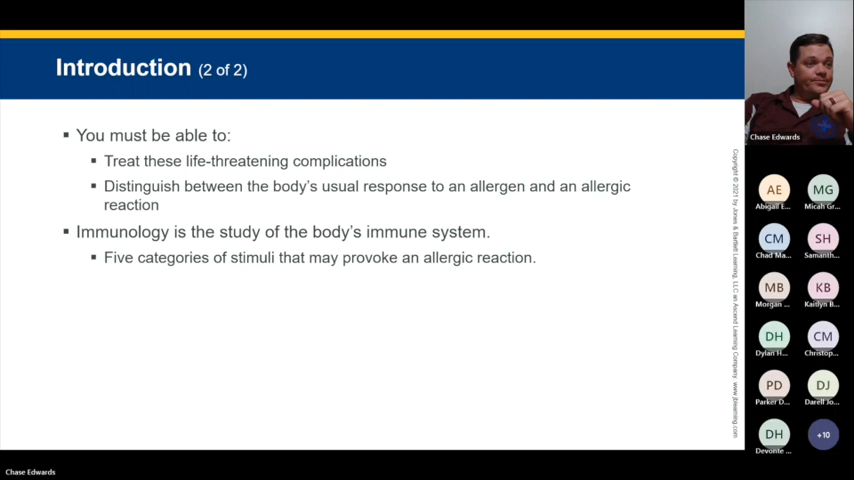 Introduction (2 of 2)
▪ You must be able to:
▪ Treat these life-threatening complications
▪ Distinguish between the body's usual response to an allergen and an allergic
reaction
▪ Immunology is the study of the body's immune system.
▪ Five categories of stimuli that may provoke an allergic reaction.
Copyright © 2021 by Jones & Bartlett Learning, LLC an Ascend Learning Company. www.jblearning.com
Chase Edwards
AE
MG
Abigail E...
Micah Gr...
CM
SH
Chad Ma...
Samanth...
MB
KB
Morgan ...
Kaitlyn B...
DH
CM
Dylan H...
Christop...
PD
DJ
Parker D...
Darell Jo...
DH
+10
Devonte ...
Chase Edwards